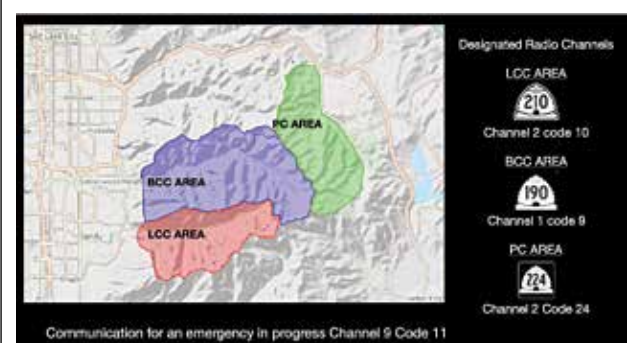 Designated Radio Channels
LCC AREA
210
Channel 2 code 10
BCC AREA
190
Channel 1 code 9
PC AREA
224
Channel 2 Code 24
PC AREA
BCC AREA
LCC AREA
Communication for an emergency in progress Channel 9 Code 11